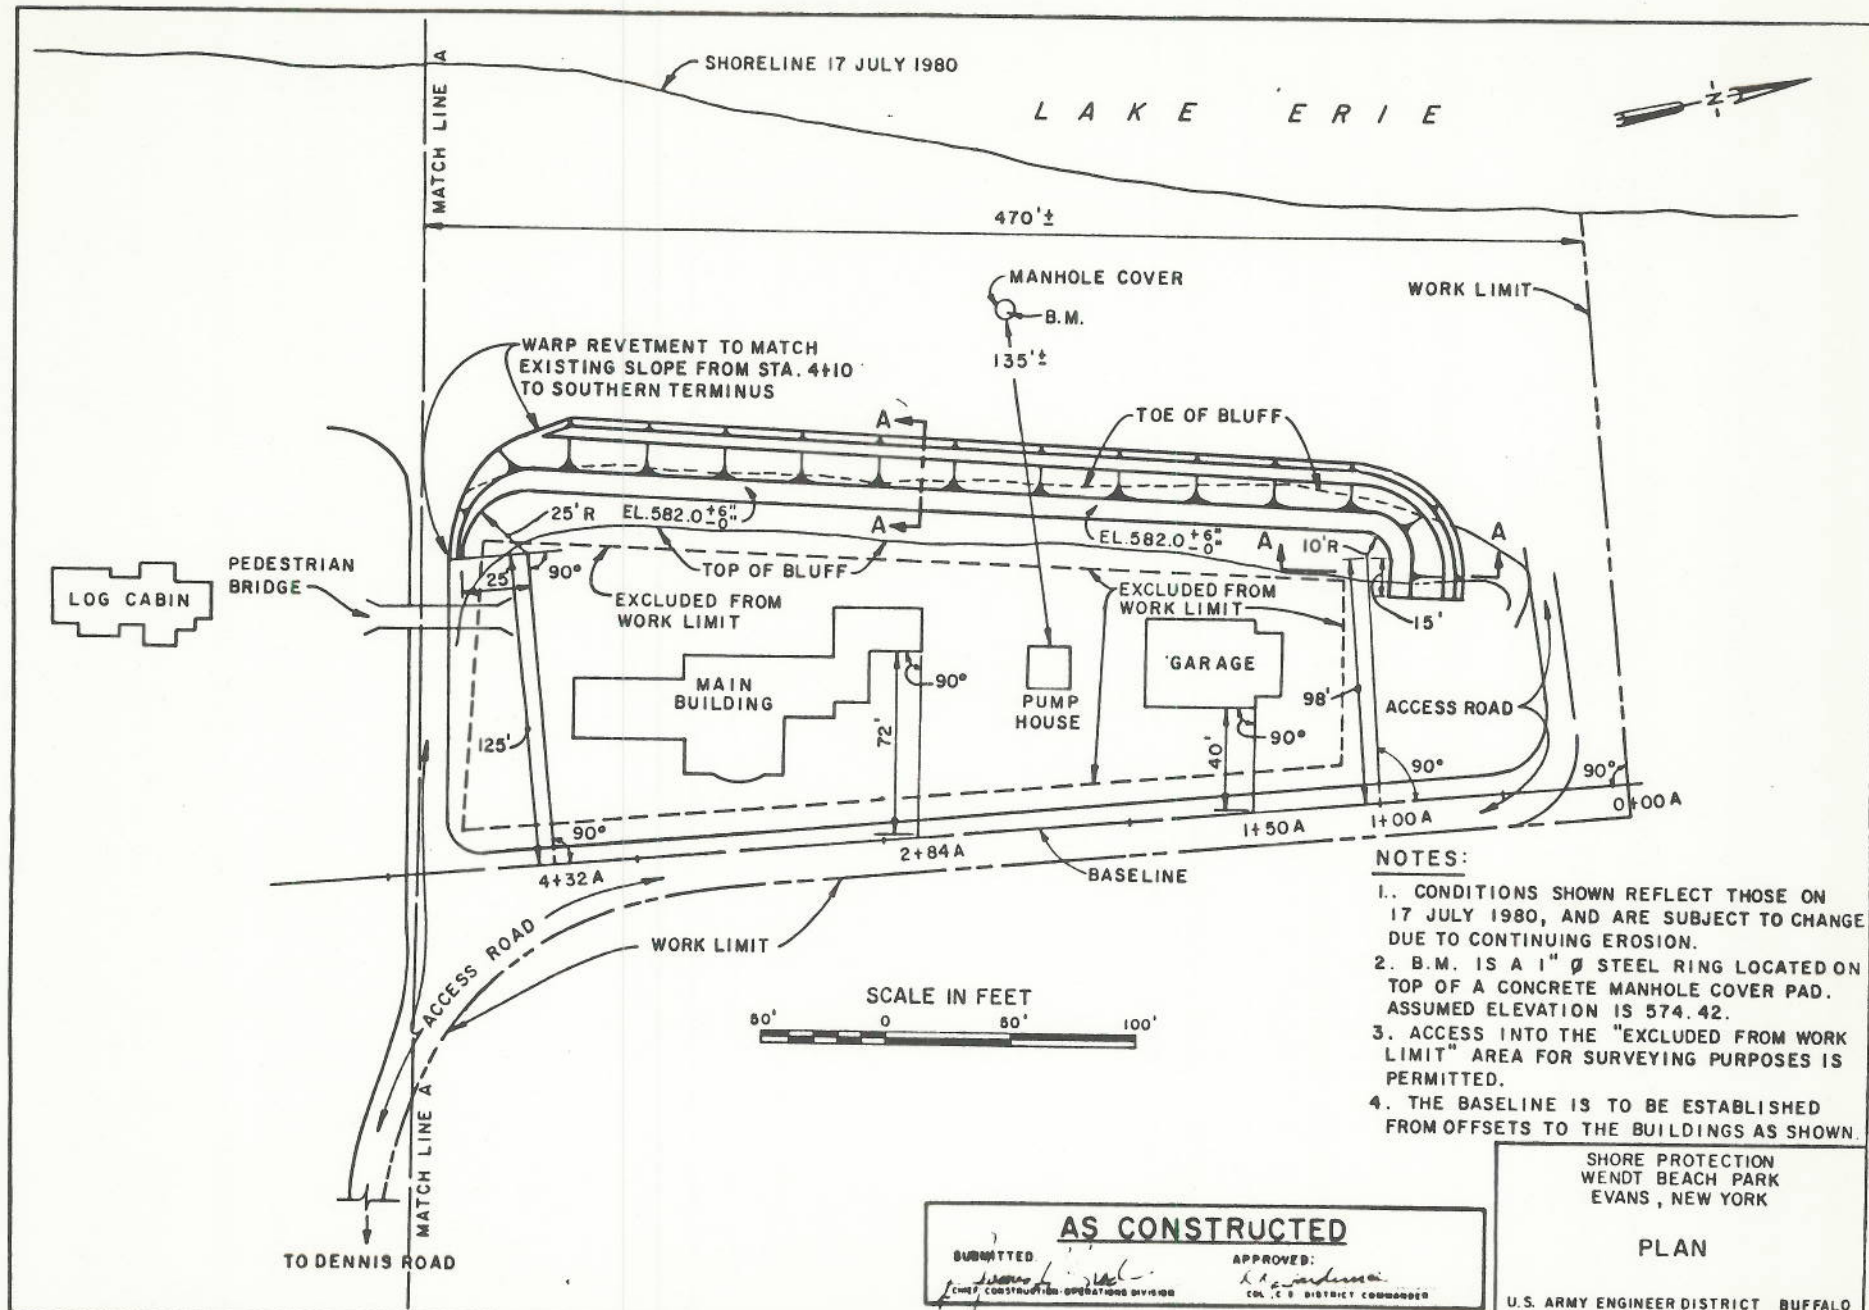 MATCH LINE A
SHORELINE 17 JULY 1980
LAKE ERIE
N
470'±
MANHOLE COVER
B.M.
135'±
WORK LIMIT
WARP REVETMENT TO MATCH
EXISTING SLOPE FROM STA. 4+10
TO SOUTHERN TERMINUS
A
A
TOE OF BLUFF
25'R
EL. 582.0 +6" -0"
EL. 582.0 +6" -0"
A
10'R
A
PEDESTRIAN
BRIDGE
LOG CABIN
25'
90°
TOP OF BLUFF
EXCLUDED FROM
WORK LIMIT
EXCLUDED FROM
WORK LIMIT
15'
MAIN
BUILDING
90°
72'
PUMP
HOUSE
GARAGE
98'
ACCESS ROAD
125'
40'
90°
90°
90°
90°
4+32 A
2+84 A
1+50 A
1+00 A
0+00 A
BASELINE
ACCESS ROAD
WORK LIMIT
SCALE IN FEET
50' 0 50' 100'
NOTES:
1.. CONDITIONS SHOWN REFLECT THOSE ON
17 JULY 1980, AND ARE SUBJECT TO CHANGE
DUE TO CONTINUING EROSION.
2. B.M. IS A 1" Ø STEEL RING LOCATED ON
TOP OF A CONCRETE MANHOLE COVER PAD.
ASSUMED ELEVATION IS 574.42.
3. ACCESS INTO THE "EXCLUDED FROM WORK
LIMIT" AREA FOR SURVEYING PURPOSES IS
PERMITTED.
4. THE BASELINE IS TO BE ESTABLISHED
FROM OFFSETS TO THE BUILDINGS AS SHOWN.
MATCH LINE A
TO DENNIS ROAD
AS CONSTRUCTED
SUBMITTED:
APPROVED:
CHIEF CONSTRUCTION-OPERATIONS DIVISION
COL. C.E. DISTRICT COMMANDER
SHORE PROTECTION
WENDT BEACH PARK
EVANS, NEW YORK
PLAN
U.S. ARMY ENGINEER DISTRICT BUFFALO